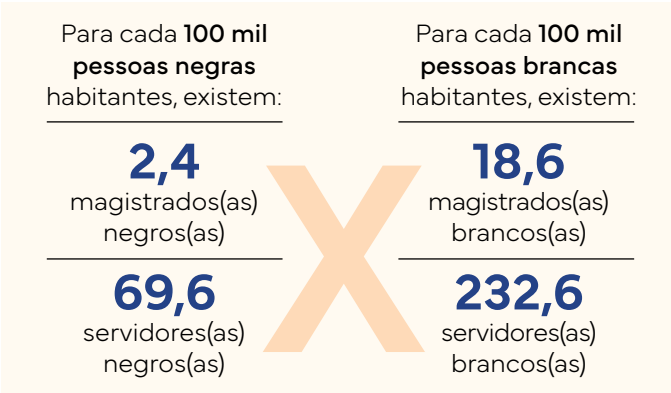 Para cada 100 mil
pessoas negras
habitantes, existem:
2,4
magistrados(as)
negros(as)
69,6
servidores(as)
negros(as)
X
Para cada 100 mil
pessoas brancas
habitantes, existem:
18,6
magistrados(as)
brancos(as)
232,6
servidores(as)
brancos(as)